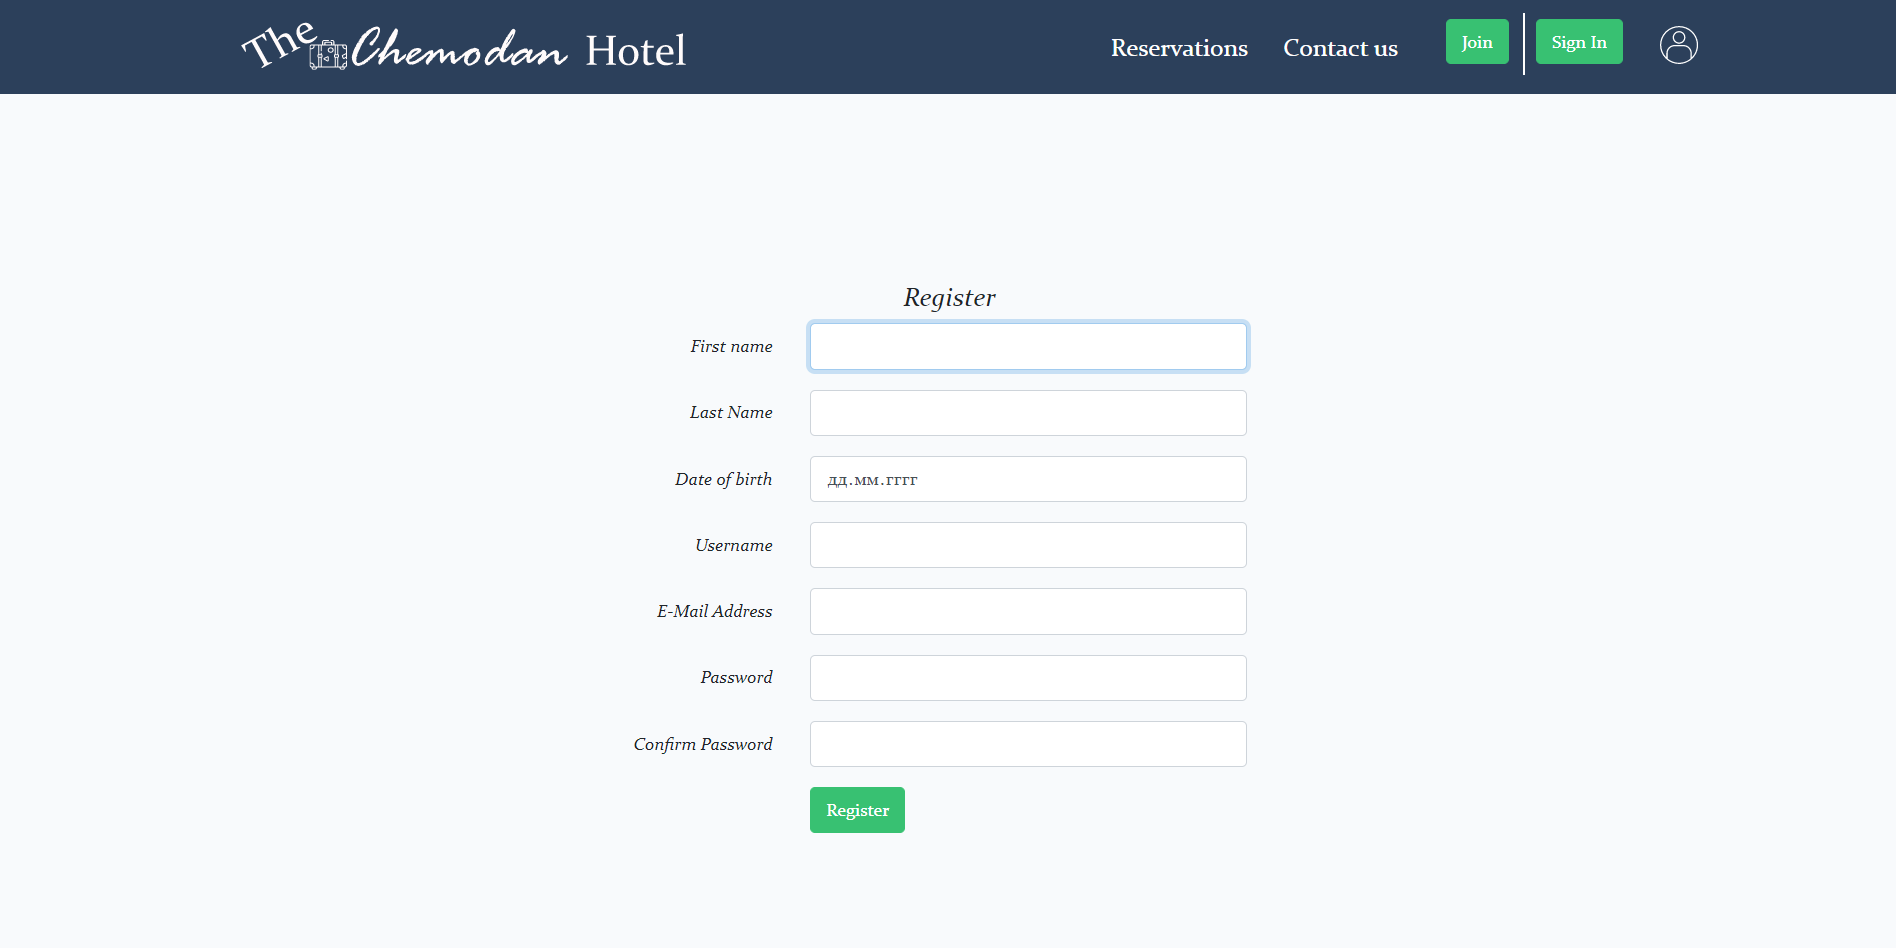 The Chemodan Hotel
Reservations
Contact us
Join
Sign In
Register
First name
Last Name
Date of birth
дд.мм.гггг
Username
E-Mail Address
Password
Confirm Password
Register